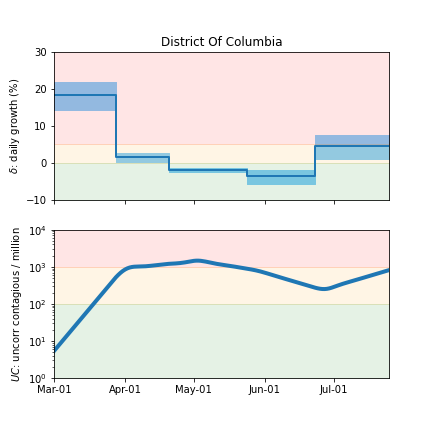 District Of Columbia
30
20
10
0
−10
δ: daily growth (%)
10⁴
10³
10²
10¹
10⁰
UC: uncorr contagious / million
Mar-01 Apr-01 May-01 Jun-01 Jul-01